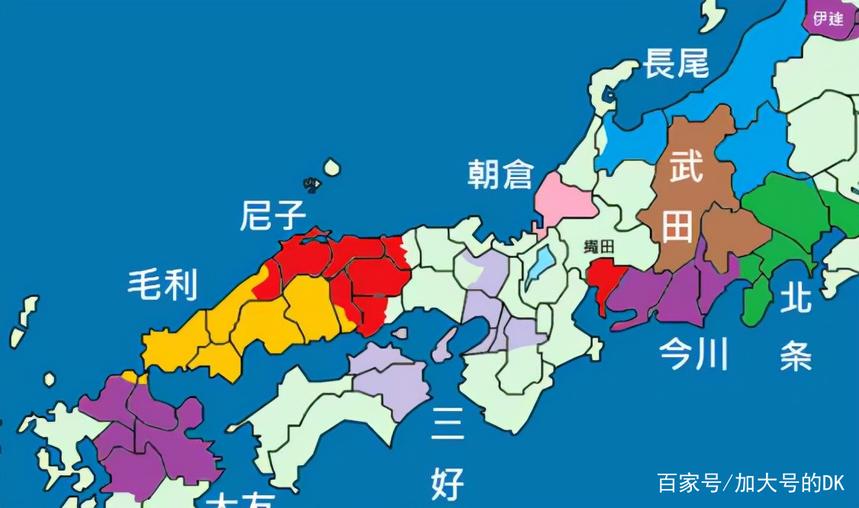 伊達
長尾
朝倉
武
田
尼子
織田
毛利
北
条
今川
三
好
大友
百家号/加大号的DK